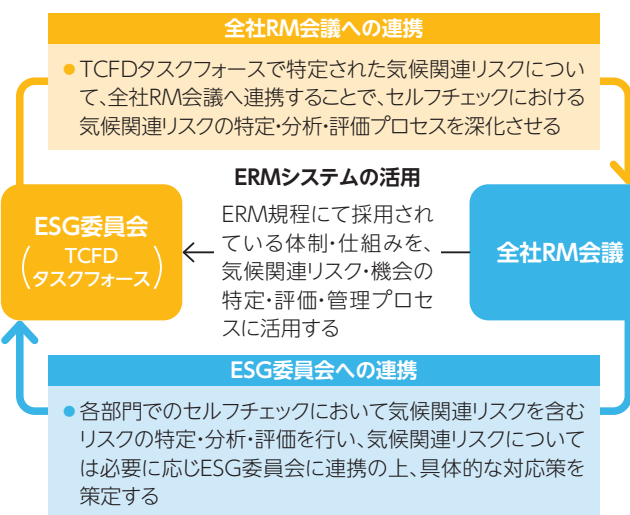 全社RM会議への連携
●TCFDタスクフォースで特定された気候関連リスクについ
て、全社RM会議へ連携することで、セルフチェックにおける
気候関連リスクの特定・分析・評価プロセスを深化させる
ESG委員会
(TCFD
タスクフォース)
ERMシステムの活用
ERM規程にて採用され
ている体制・仕組みを、
気候関連リスク・機会の
特定・評価・管理プロセ
スに活用する
全社RM会議
ESG委員会への連携
●各部門でのセルフチェックにおいて気候関連リスクを含む
リスクの特定・分析・評価を行い、気候関連リスクについて
は必要に応じESG委員会に連携の上、具体的な対応策を
策定する